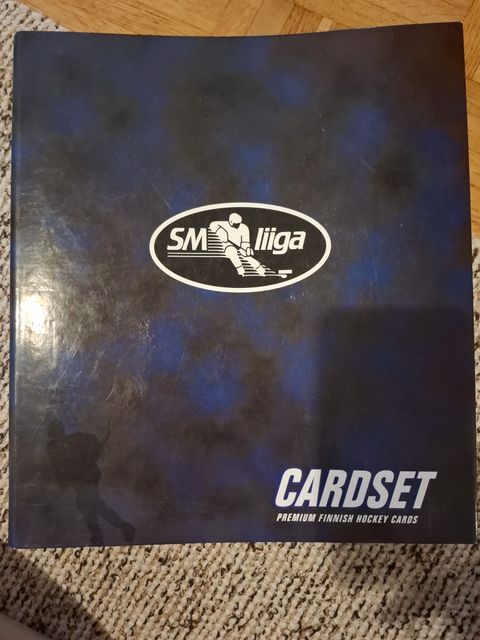 SM liiga
CARDSET
PREMIUM FINNISH HOCKEY CARDS